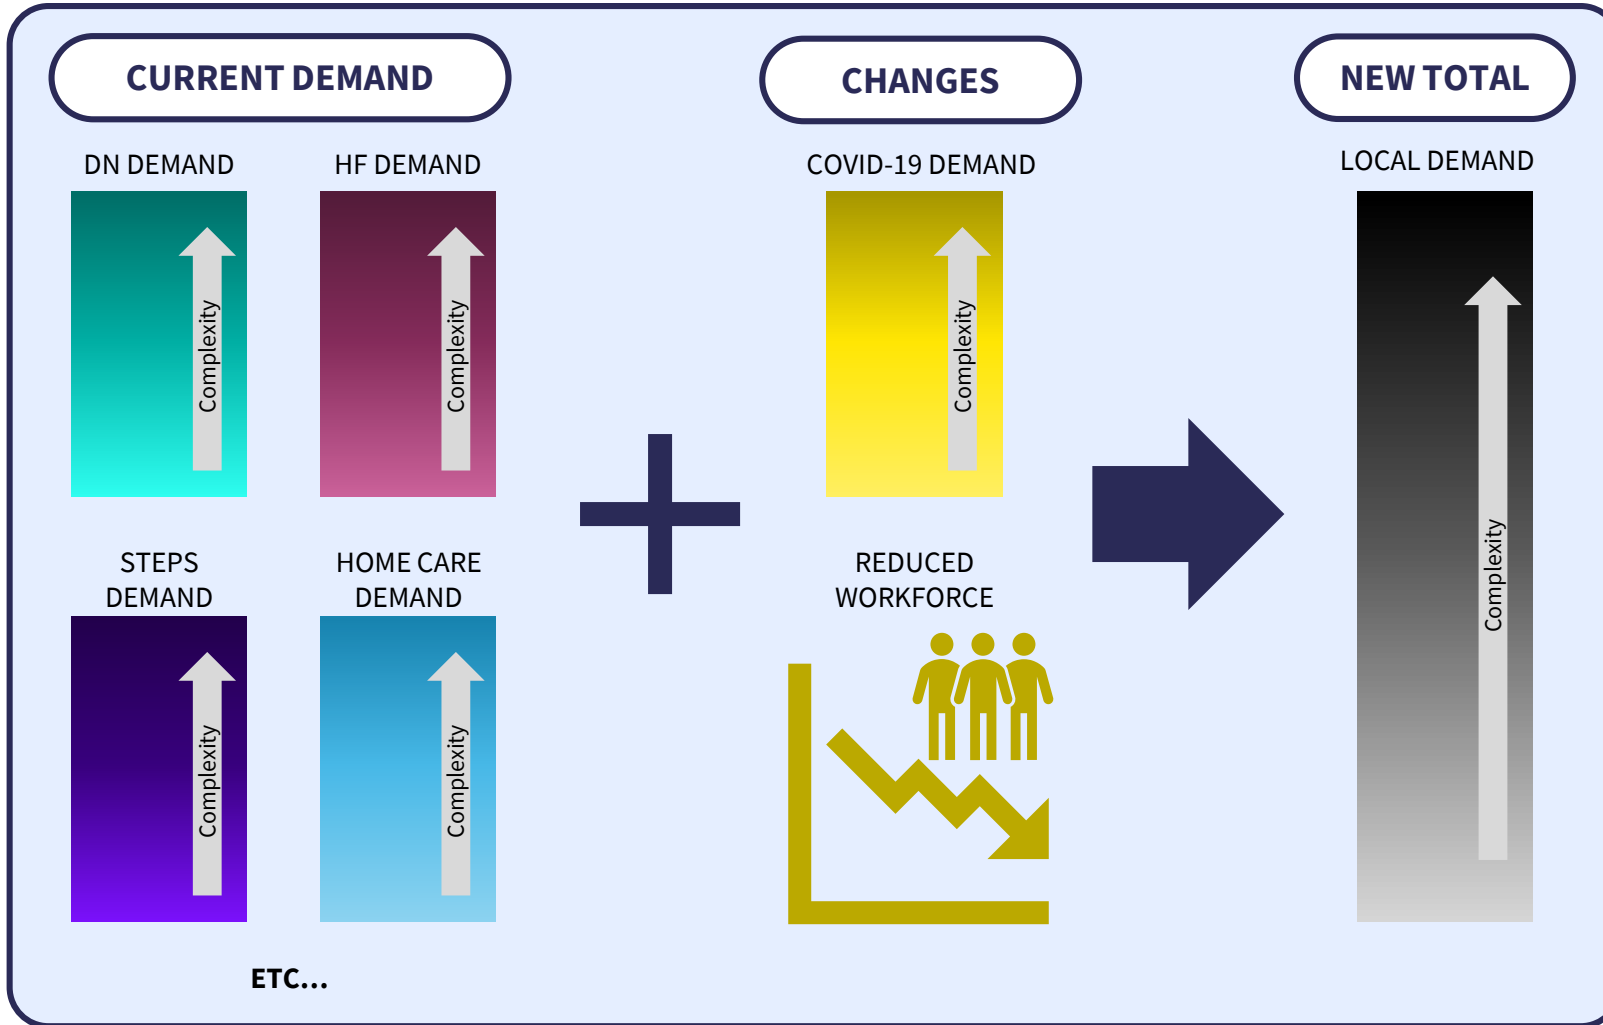 CURRENT DEMAND
DN DEMAND
HF DEMAND
Complexity
Complexity
STEPS
DEMAND
HOME CARE
DEMAND
Complexity
Complexity
ETC...
CHANGES
COVID-19 DEMAND
Complexity
REDUCED
WORKFORCE
NEW TOTAL
LOCAL DEMAND
Complexity